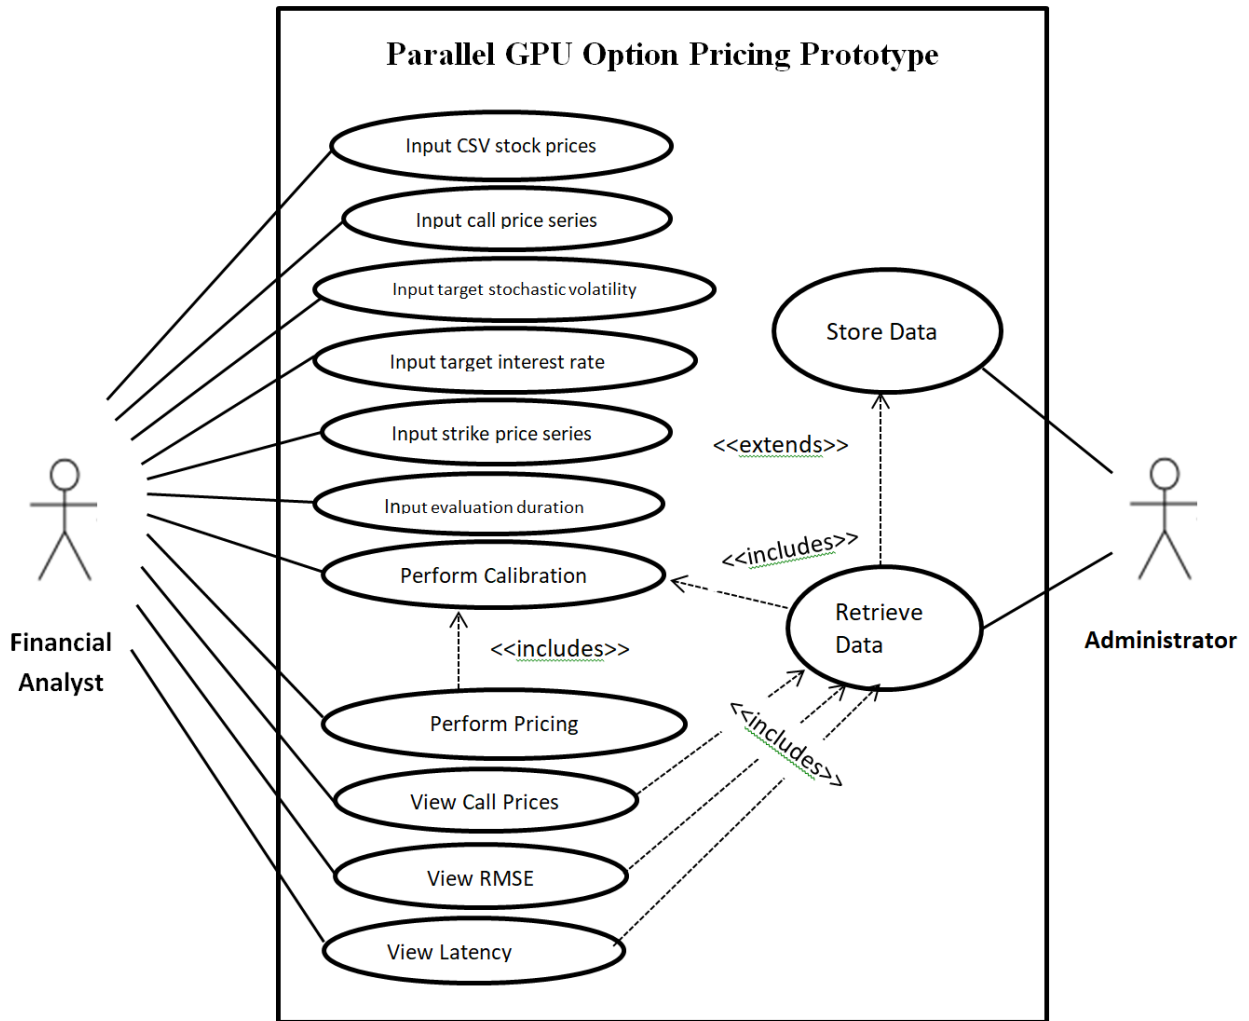 Parallel GPU Option Pricing Prototype
Input CSV stock prices
Input call price series
Input target stochastic volatility
Input target interest rate
Input strike price series
Input evaluation duration
Perform Calibration
<<includes>>
Perform Pricing
View Call Prices
View RMSE
View Latency
Store Data
<<extends>>
<<includes>>
Retrieve
Data
<<includes>>
Financial
Analyst
Administrator